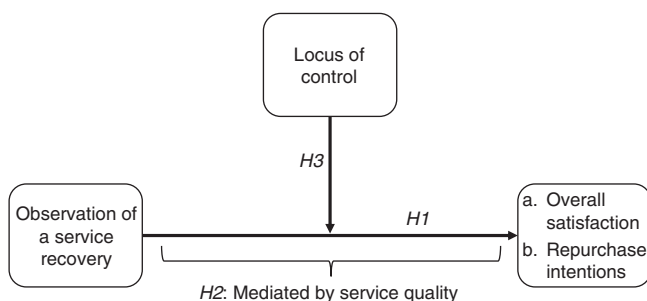 Locus of
control
H3
Observation of
a service
recovery
H1
a. Overall
satisfaction
b. Repurchase
intentions
H2: Mediated by service quality